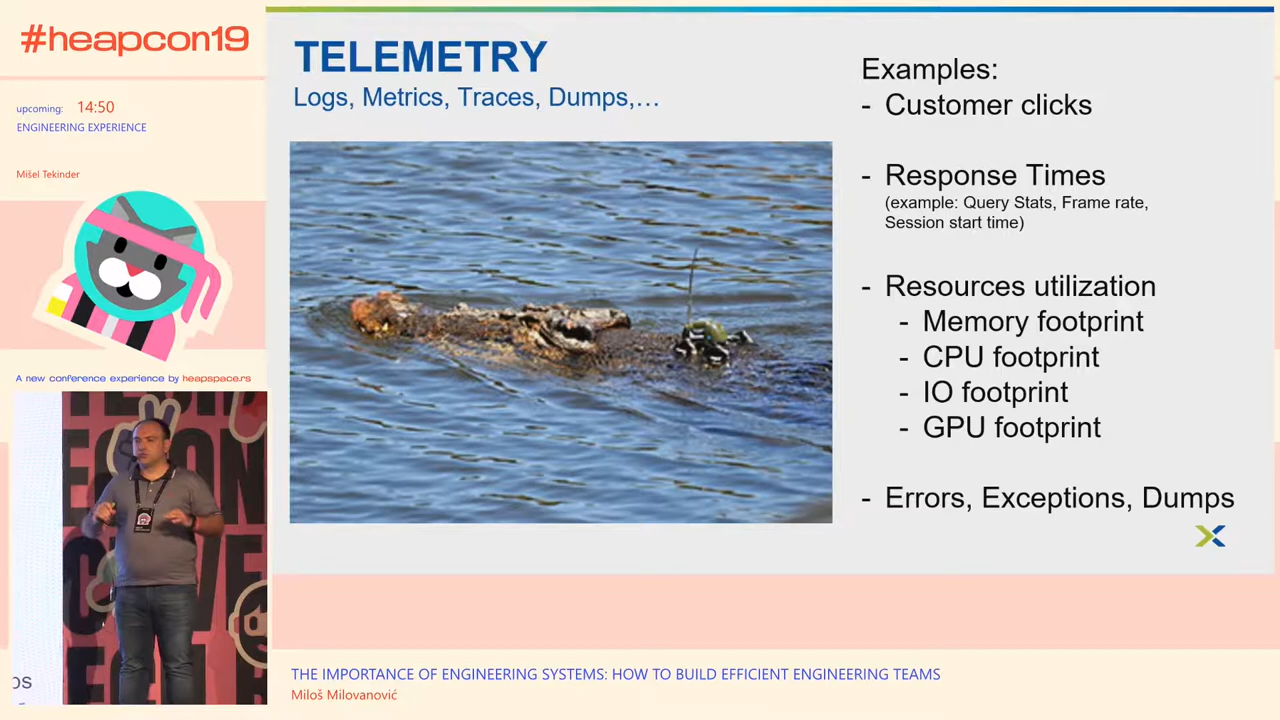 #heapcon19
upcoming: 14:50
ENGINEERING EXPERIENCE
Mišel Tekinder
A new conference experience by heapspace.rs
TELEMETRY
Logs, Metrics, Traces, Dumps,…
Examples:
- Customer clicks
- Response Times
(example: Query Stats, Frame rate,
Session start time)
- Resources utilization
- Memory footprint
- CPU footprint
- IO footprint
- GPU footprint
- Errors, Exceptions, Dumps
THE IMPORTANCE OF ENGINEERING SYSTEMS: HOW TO BUILD EFFICIENT ENGINEERING TEAMS
Miloš Milovanović